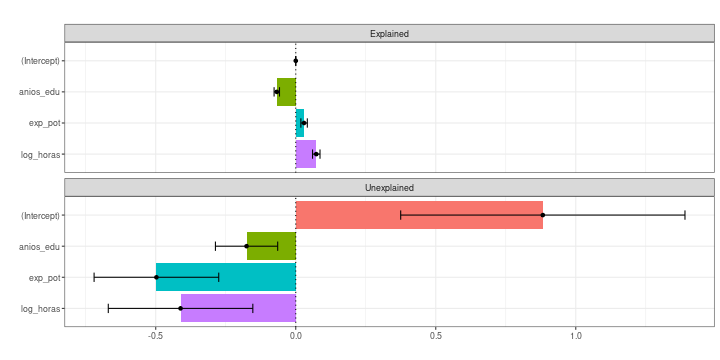 Explained
(Intercept)
anios_edu
exp_pot
log_horas
Unexplained
(Intercept)
anios_edu
exp_pot
log_horas
-0.5 0.0 0.5 1.0